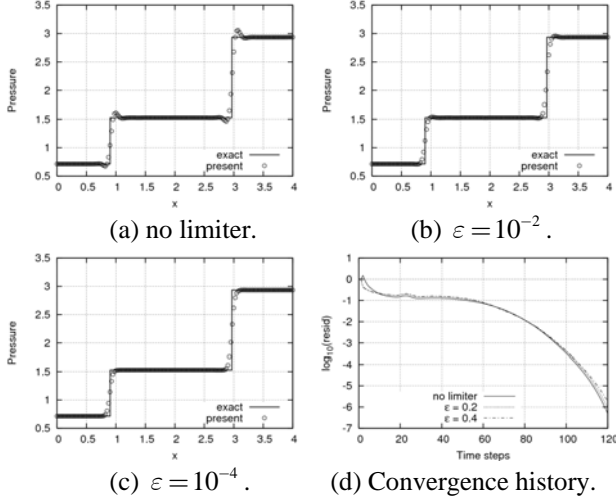 3.5
3
2.5
2
1.5
1
0.5
Pressure
exact
present
0 0.5 1 1.5 2 2.5 3 3.5 4
x
(a) no limiter.
3.5
3
2.5
2
1.5
1
0.5
Pressure
exact
present
0 0.5 1 1.5 2 2.5 3 3.5 4
x
(b) ε = 10⁻² .
3.5
3
2.5
2
1.5
1
0.5
Pressure
exact
present
0 0.5 1 1.5 2 2.5 3 3.5 4
x
(c) ε = 10⁻⁴ .
1
0
-1
-2
-3
-4
-5
-6
-7
log₁₀(resid)
no limiter
ε = 0.2
ε = 0.4
0 20 40 60 80 100 120
Time steps
(d) Convergence history.